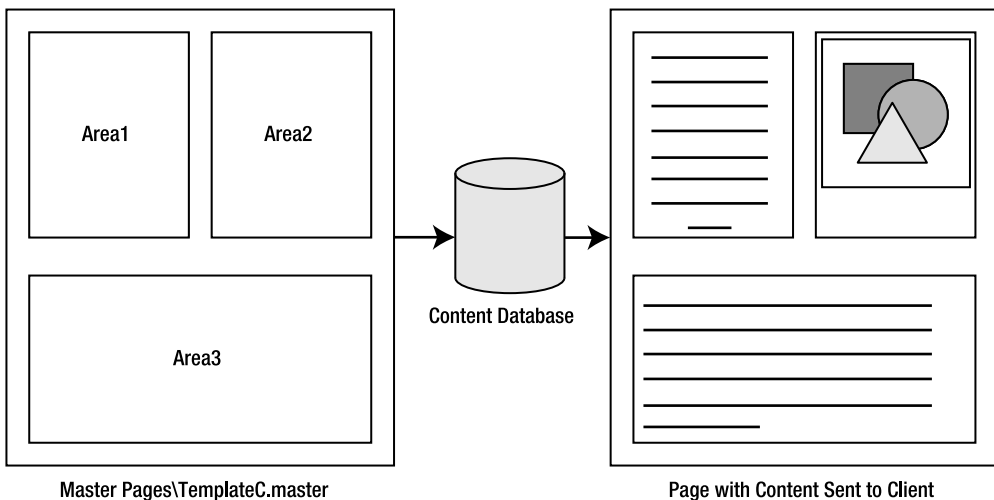 Area1
Area2
Area3
Content Database
Master Pages\TemplateC.master
Page with Content Sent to Client